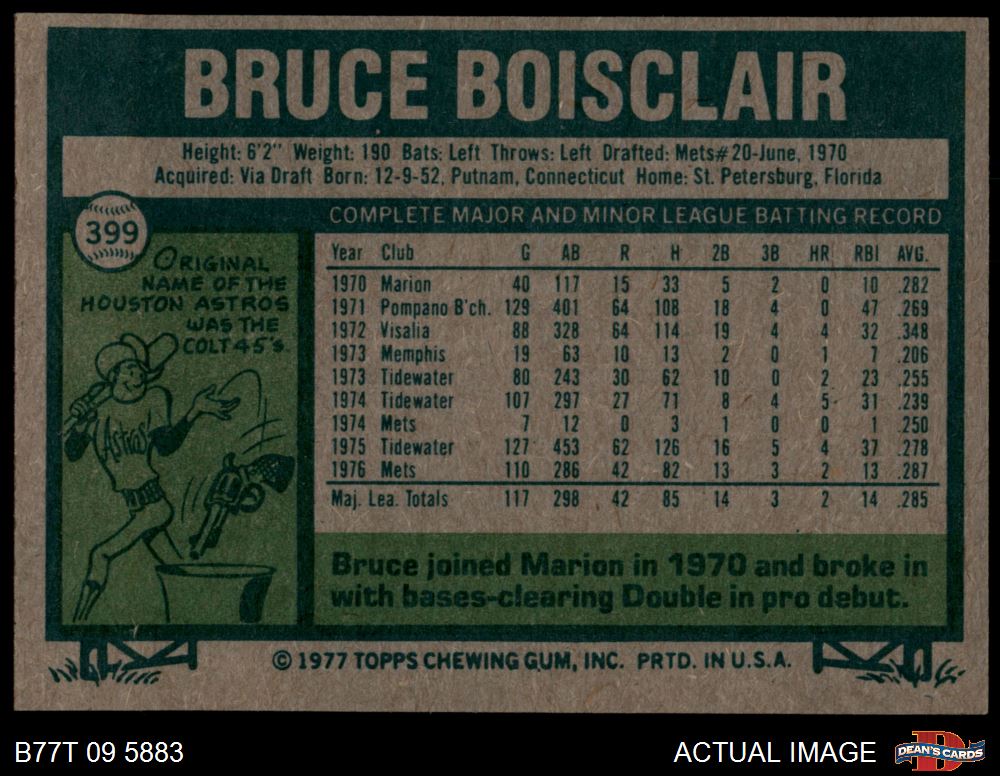 BRUCE BOISCLAIR
Height: 6'2" Weight: 190 Bats: Left Throws: Left Drafted: Mets#20-June, 1970
Acquired: Via Draft Born: 12-9-52, Putnam, Connecticut Home: St. Petersburg, Florida
399
ORIGINAL
NAME OF THE
HOUSTON ASTROS
WAS THE
COLT 45's.
Astros
COMPLETE MAJOR AND MINOR LEAGUE BATTING RECORD
Year Club G AB R H 2B 3B HR RBI AVG.
1970 Marion 40 117 15 33 5 2 0 10 .282
1971 Pompano B'ch. 129 401 64 108 18 4 0 47 .269
1972 Visalia 88 328 64 114 19 4 4 32 .348
1973 Memphis 19 63 10 13 2 0 1 7 .206
1973 Tidewater 80 243 30 62 10 0 2 23 .255
1974 Tidewater 107 297 27 71 8 4 5 31 .239
1974 Mets 7 12 0 3 1 0 0 1 .250
1975 Tidewater 127 453 62 126 16 5 4 37 .278
1976 Mets 110 286 42 82 13 3 2 13 .287
Maj. Lea. Totals 117 298 42 85 14 3 2 14 .285
Bruce joined Marion in 1970 and broke in
with bases-clearing Double in pro debut.
© 1977 TOPPS CHEWING GUM, INC. PRTD. IN U.S.A.
B77T 09 5883
ACTUAL IMAGE
DEAN'S CARDS